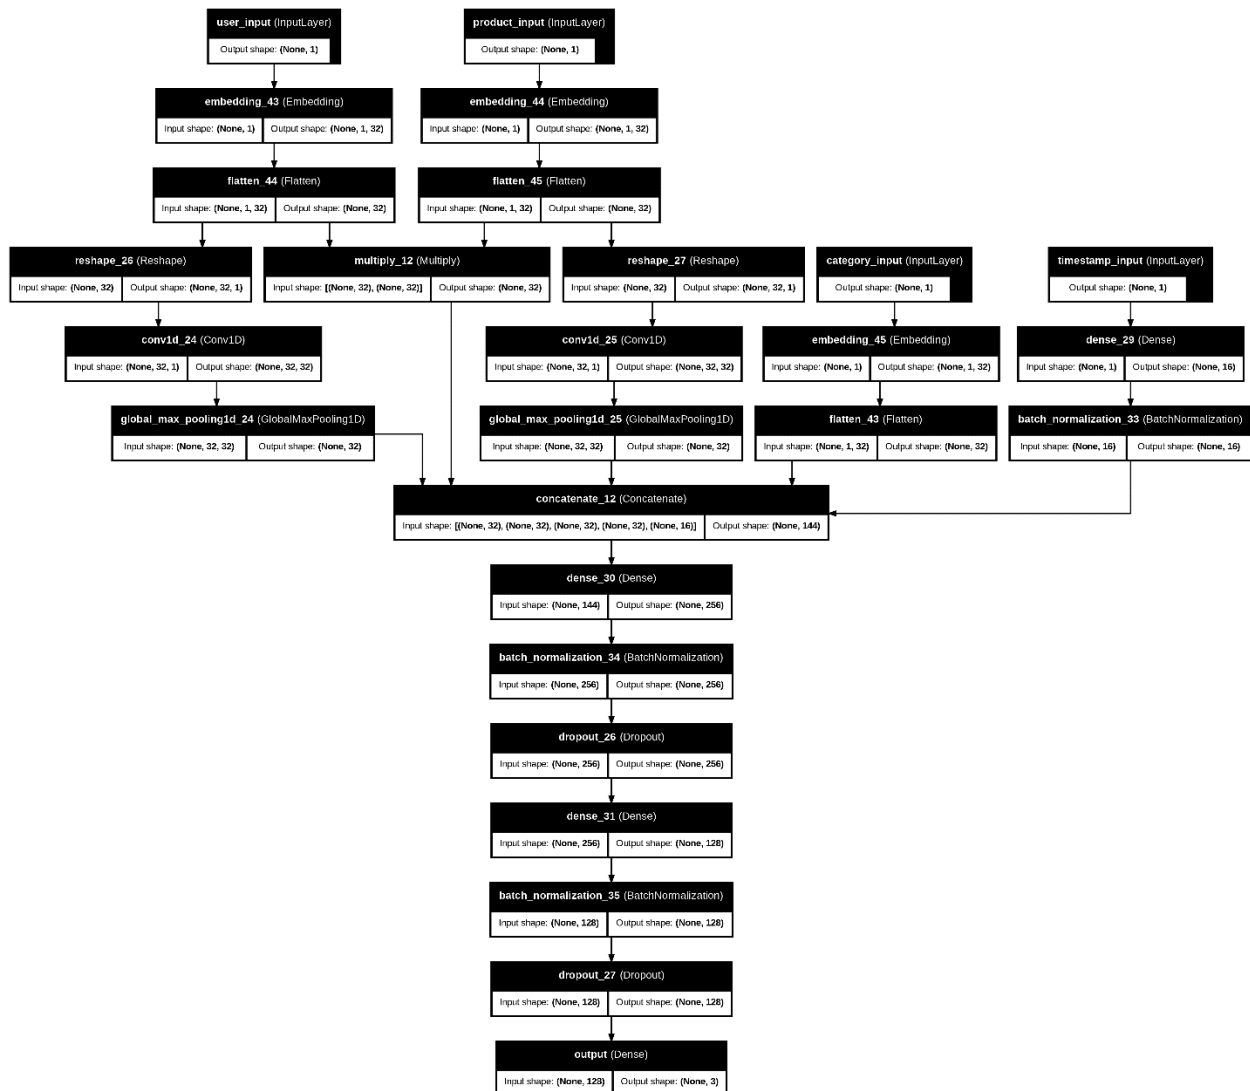 user_input (InputLayer)
product_input (InputLayer)
Output shape: (None, 1)
Output shape: (None, 1)
embedding_43 (Embedding)
embedding_44 (Embedding)
Input shape: (None, 1)
Output shape: (None, 1, 32)
Input shape: (None, 1)
Output shape: (None, 1, 32)
flatten_44 (Flatten)
flatten_45 (Flatten)
Input shape: (None, 1, 32)
Output shape: (None, 32)
Input shape: (None, 1, 32)
Output shape: (None, 32)
reshape_26 (Reshape)
multiply_12 (Multiply)
reshape_27 (Reshape)
category_input (InputLayer)
timestamp_input (InputLayer)
Input shape: (None, 32)
Output shape: (None, 32, 1)
Input shape: [(None, 32), (None, 32)]
Output shape: (None, 32)
Input shape: (None, 32)
Output shape: (None, 32, 1)
Output shape: (None, 1)
Output shape: (None, 1)
conv1d_24 (Conv1D)
conv1d_25 (Conv1D)
embedding_45 (Embedding)
dense_29 (Dense)
Input shape: (None, 32, 1)
Output shape: (None, 32, 32)
Input shape: (None, 32, 1)
Output shape: (None, 32, 32)
Input shape: (None, 1)
Output shape: (None, 1, 32)
Input shape: (None, 1)
Output shape: (None, 16)
global_max_pooling1d_24 (GlobalMaxPooling1D)
global_max_pooling1d_25 (GlobalMaxPooling1D)
flatten_43 (Flatten)
batch_normalization_33 (BatchNormalization)
Input shape: (None, 32, 32)
Output shape: (None, 32)
Input shape: (None, 32, 32)
Output shape: (None, 32)
Input shape: (None, 1, 32)
Output shape: (None, 32)
Input shape: (None, 16)
Output shape: (None, 16)
concatenate_12 (Concatenate)
Input shape: [(None, 32), (None, 32), (None, 32), (None, 32), (None, 16)]
Output shape: (None, 144)
dense_30 (Dense)
Input shape: (None, 144)
Output shape: (None, 256)
batch_normalization_34 (BatchNormalization)
Input shape: (None, 256)
Output shape: (None, 256)
dropout_26 (Dropout)
Input shape: (None, 256)
Output shape: (None, 256)
dense_31 (Dense)
Input shape: (None, 256)
Output shape: (None, 128)
batch_normalization_35 (BatchNormalization)
Input shape: (None, 128)
Output shape: (None, 128)
dropout_27 (Dropout)
Input shape: (None, 128)
Output shape: (None, 128)
output (Dense)
Input shape: (None, 128)
Output shape: (None, 3)